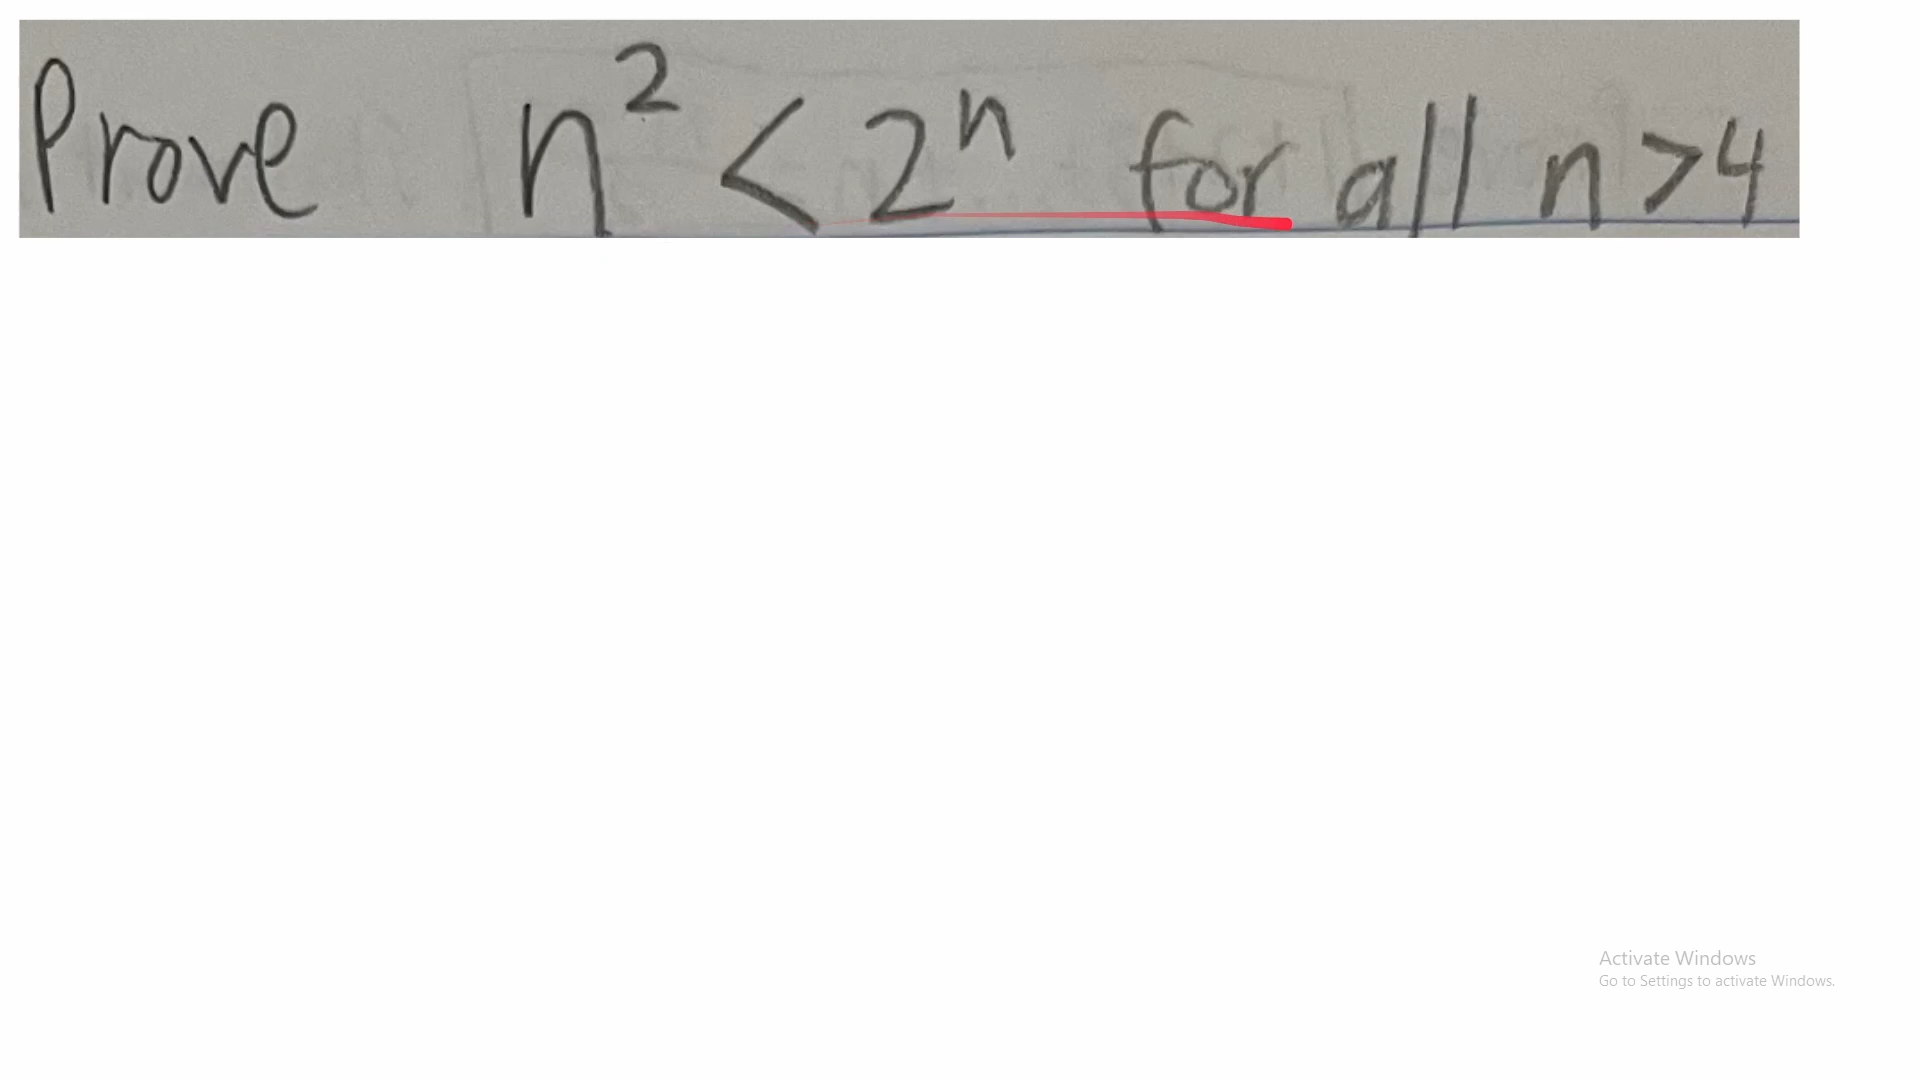 Prove n² < 2ⁿ for all n > 4
Activate Windows
Go to Settings to activate Windows.